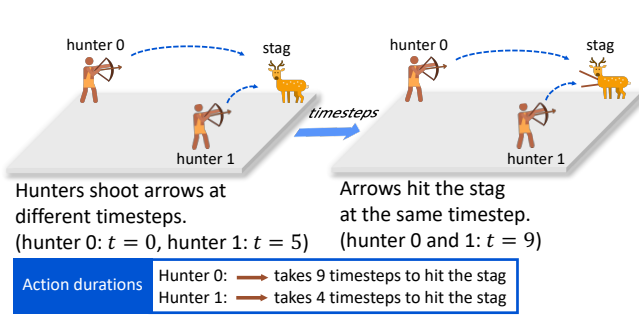 hunter 0
stag
hunter 1
Hunters shoot arrows at
different timesteps.
(hunter 0: t = 0, hunter 1: t = 5)
timesteps
hunter 0
stag
hunter 1
Arrows hit the stag
at the same timestep.
(hunter 0 and 1: t = 9)
Action durations
Hunter 0: takes 9 timesteps to hit the stag
Hunter 1: takes 4 timesteps to hit the stag